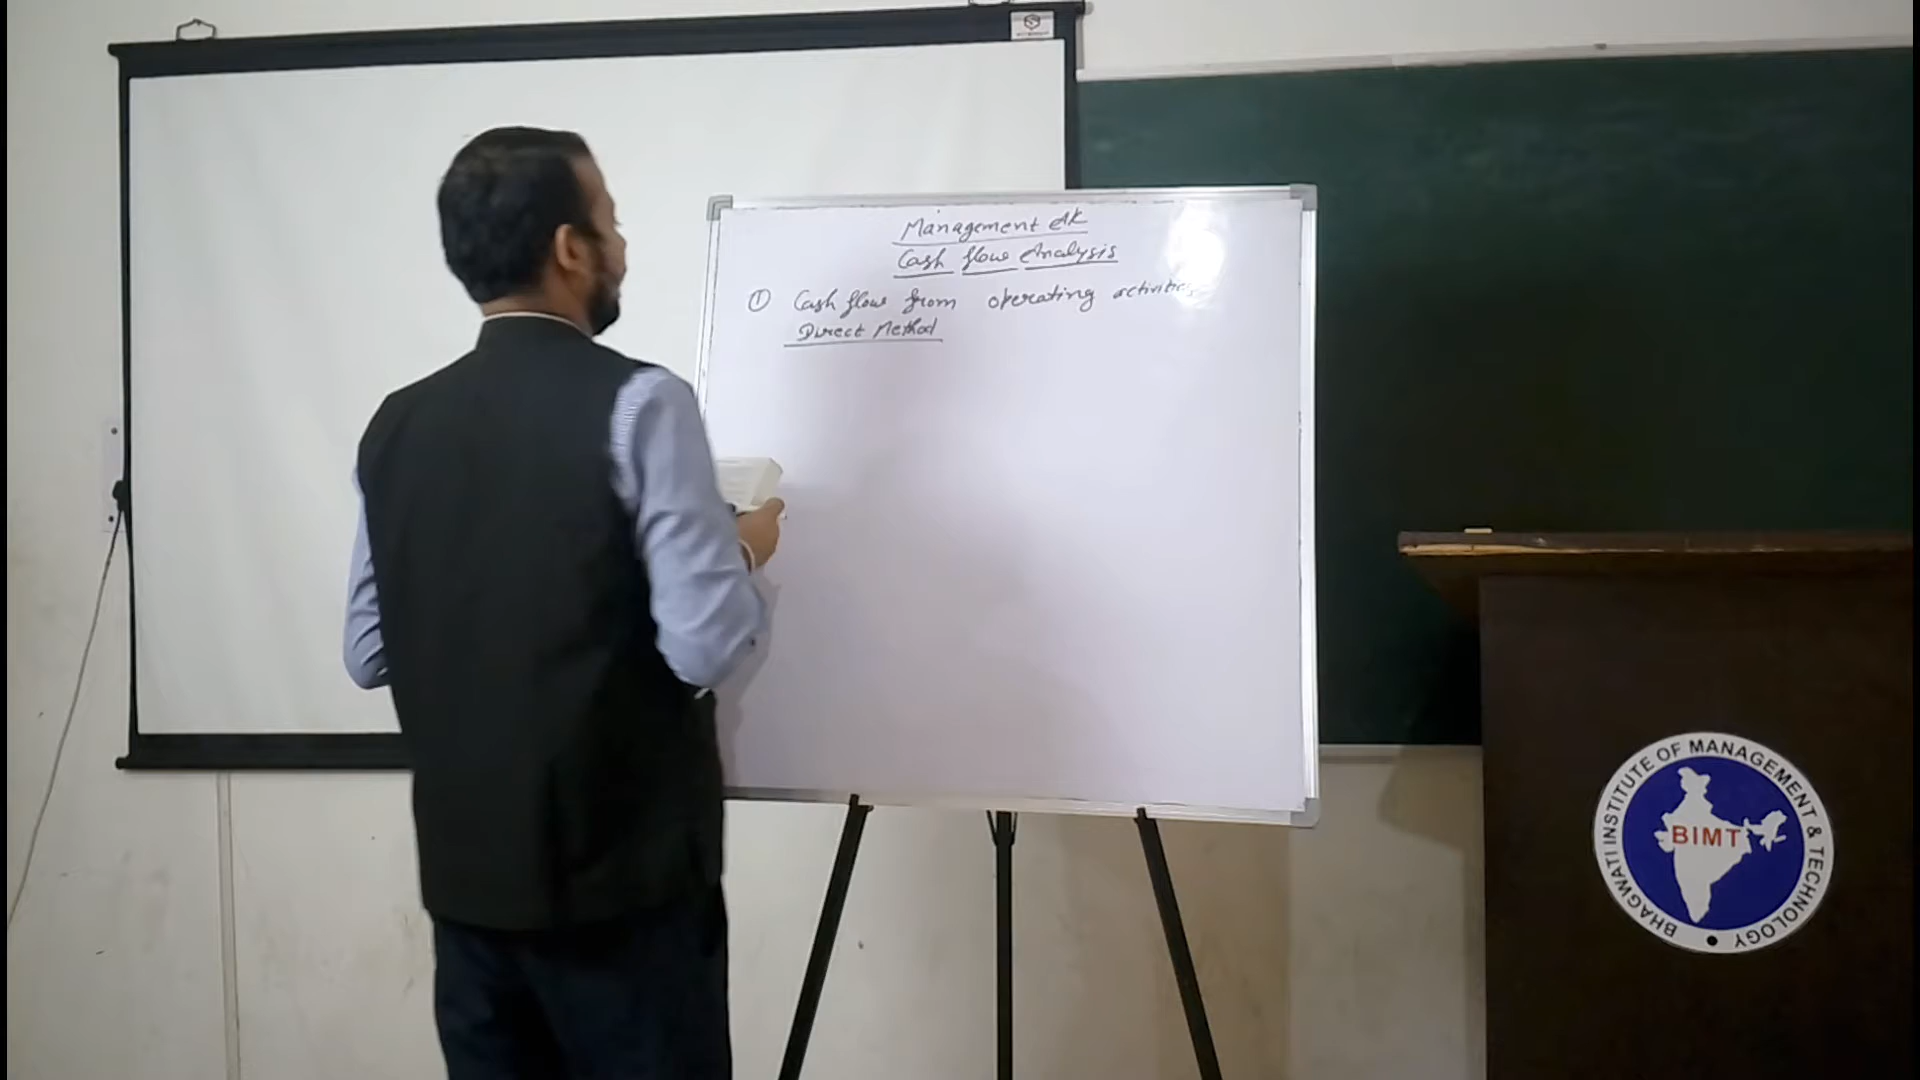 Management A/c
Cash flow Analysis
① Cash flow from operating activities
Direct Method
BHAGWATI INSTITUTE OF MANAGEMENT & TECHNOLOGY
BIMT